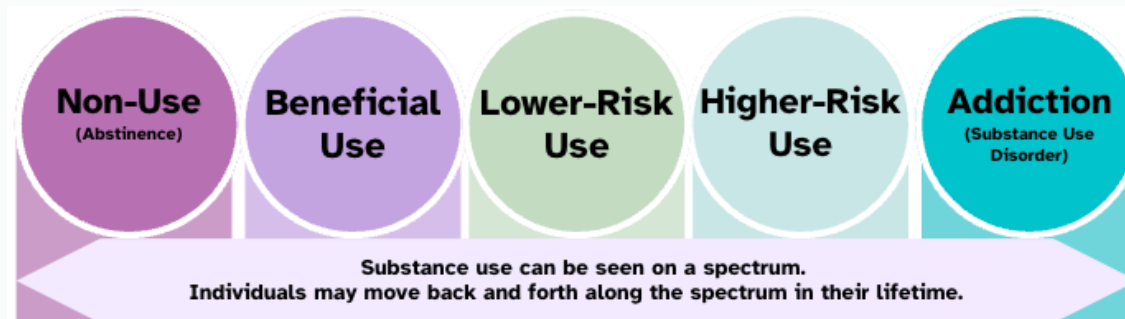 Non-Use
(Abstinence)
Beneficial
Use
Lower-Risk
Use
Higher-Risk
Use
Addiction
(Substance Use
Disorder)
Substance use can be seen on a spectrum.
Individuals may move back and forth along the spectrum in their lifetime.